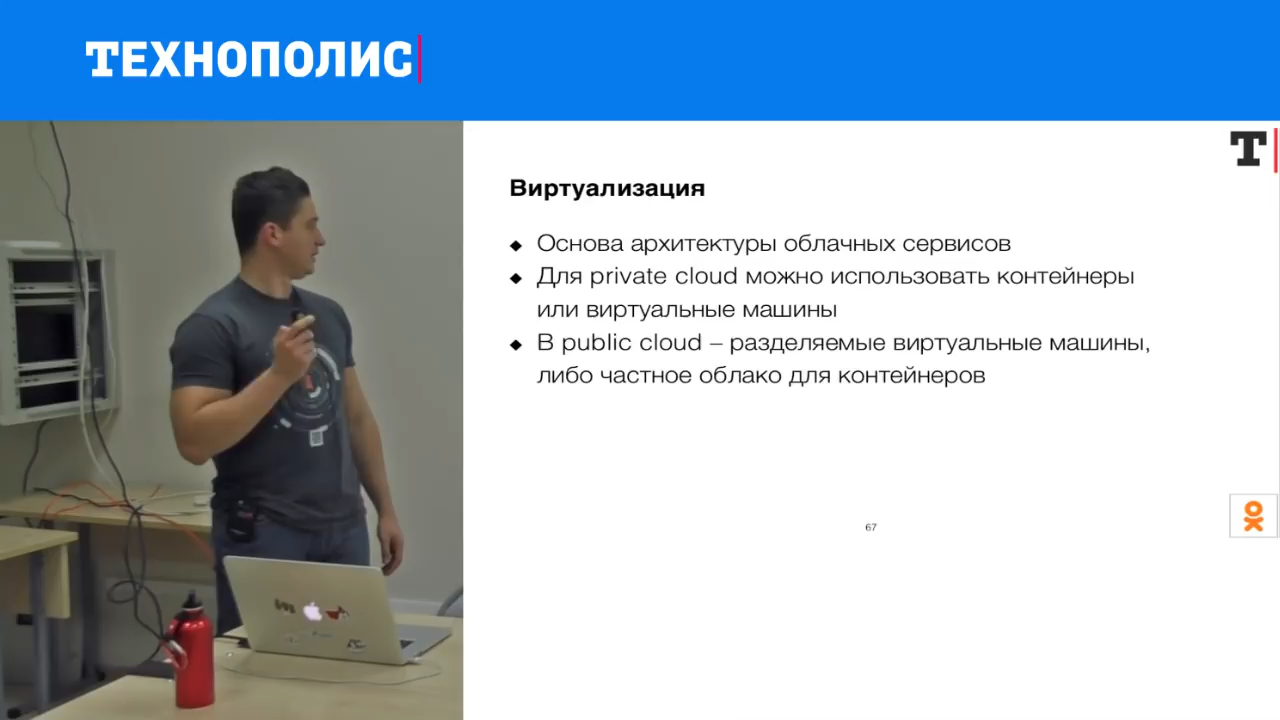 ТЕХНОПОЛИС
Т
Виртуализация
◆ Основа архитектуры облачных сервисов
◆ Для private cloud можно использовать контейнеры
или виртуальные машины
◆ В public cloud – разделяемые виртуальные машины,
либо частное облако для контейнеров
67